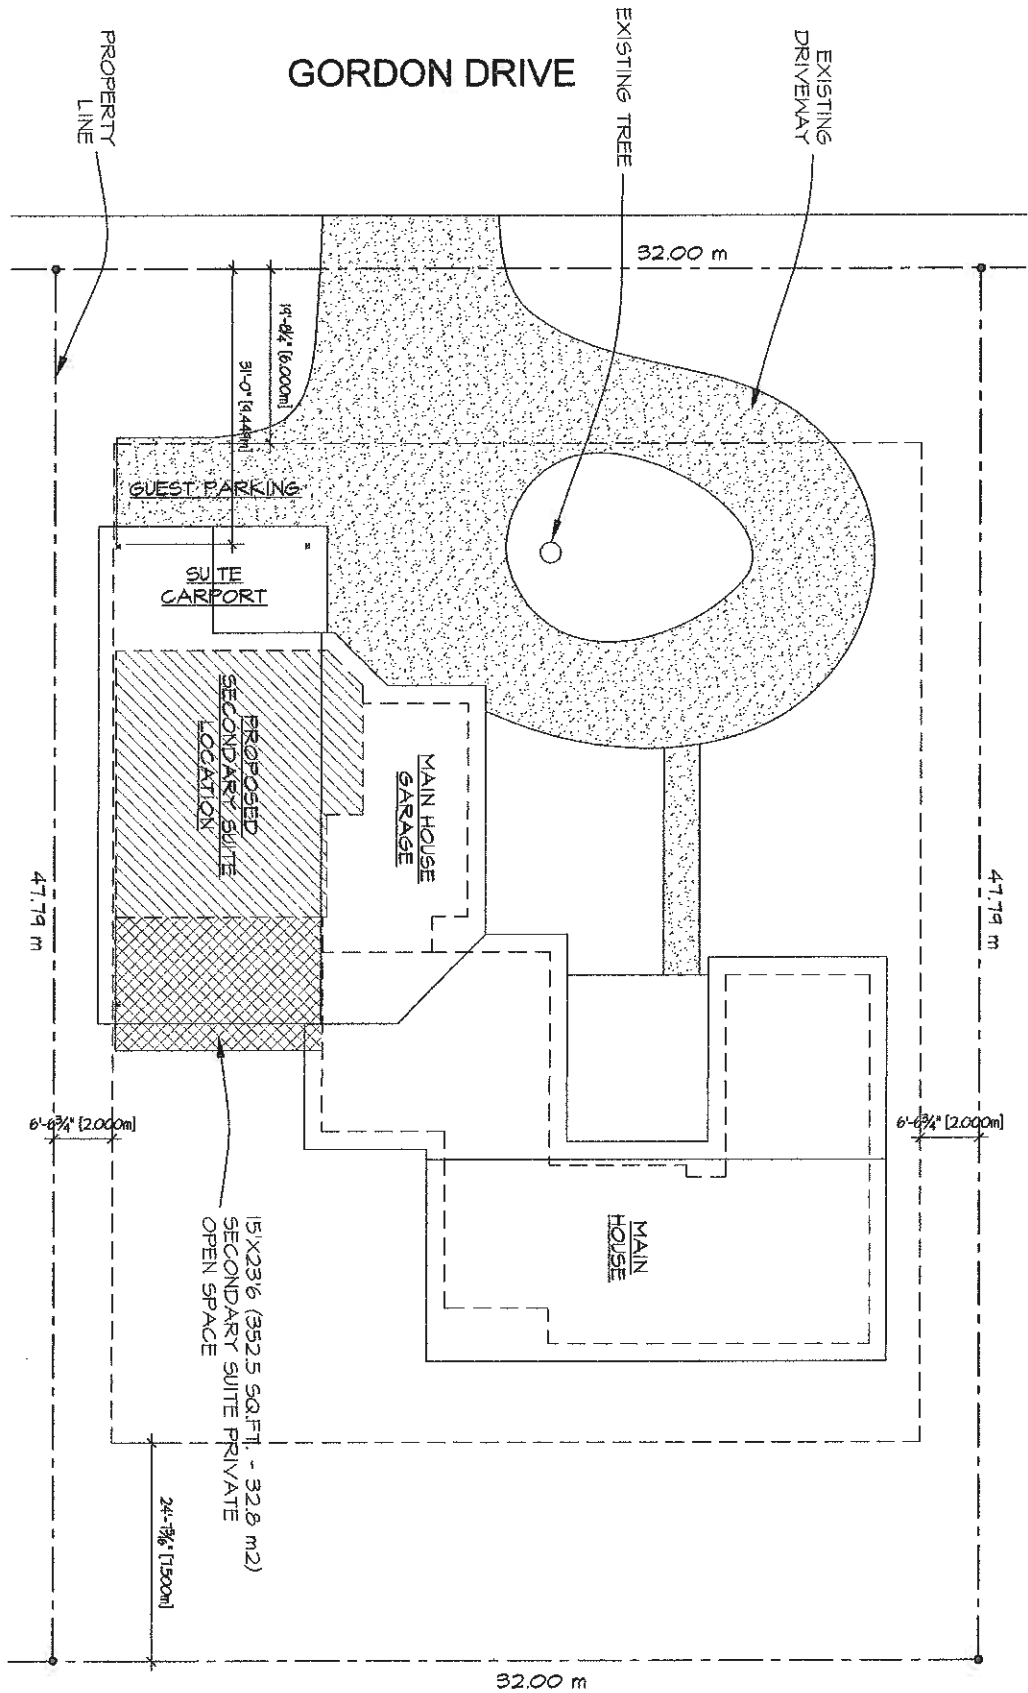 GORDON DRIVE
PROPERTY
LINE
EXISTING TREE
EXISTING
DRIVEWAY
32.00 m
19'-8¼" [6.000m]
31'-0" [9.449m]
GUEST PARKING
SUITE
CARPORT
PROPOSED
SECONDARY SUITE
LOCATION
MAIN HOUSE
GARAGE
47.79 m
47.79 m
6'-6¾" [2.000m]
6'-6¾" [2.000m]
MAIN
HOUSE
15'X23'6 (352.5 SQ.FT. - 32.8 m2)
SECONDARY SUITE PRIVATE
OPEN SPACE
[7.500m]
32.00 m